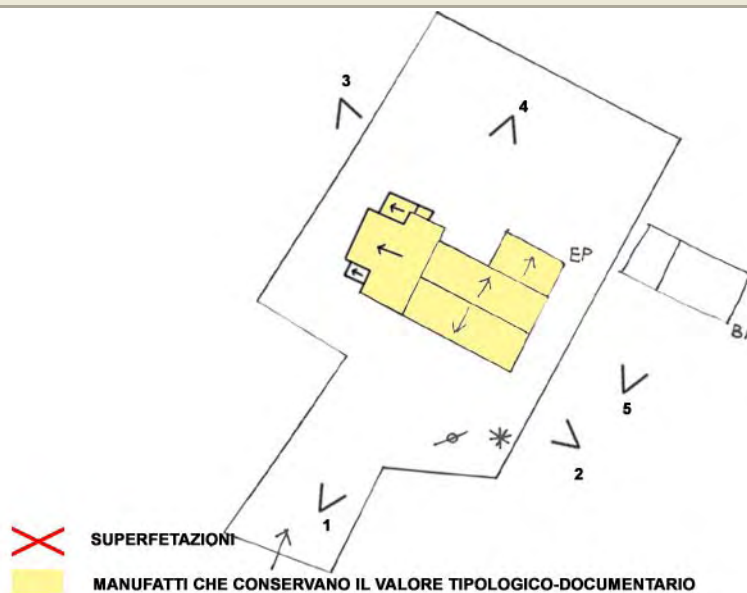 3
4
EP
5
2
1
SUPERFETAZIONI
MANUFATTI CHE CONSERVANO IL VALORE TIPOLOGICO-DOCUMENTARIO